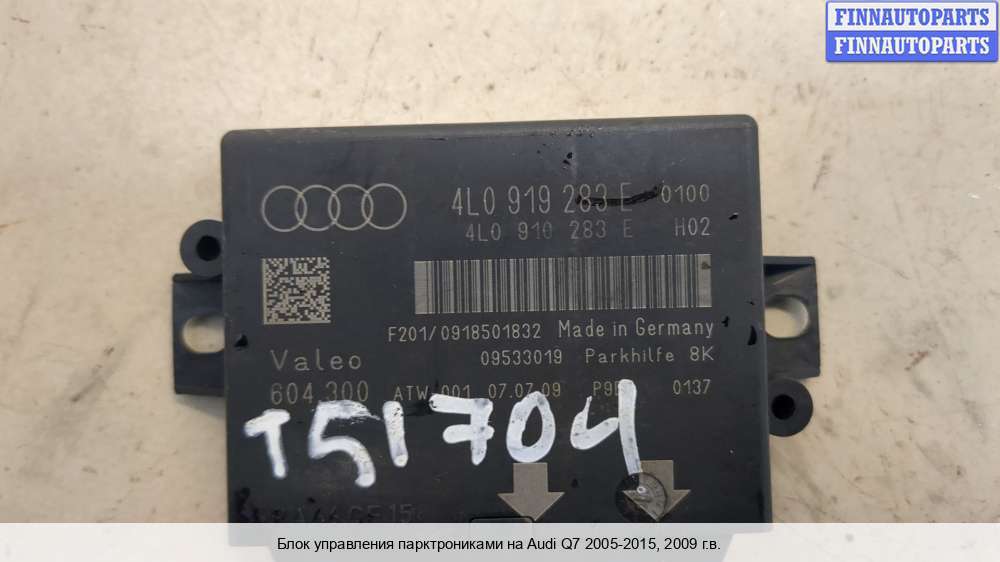 FINNAUTOPARTS
FINNAUTOPARTS
4L0 919 283 E 0100
4L0 910 283 E H02
F201/0918501832 Made in Germany
Valeo 09533019 Parkhilfe 8K
604.300 ATW 001 07.07.09 0137
T51704
Блок управления парктрониками на Audi Q7 2005-2015, 2009 г.в.